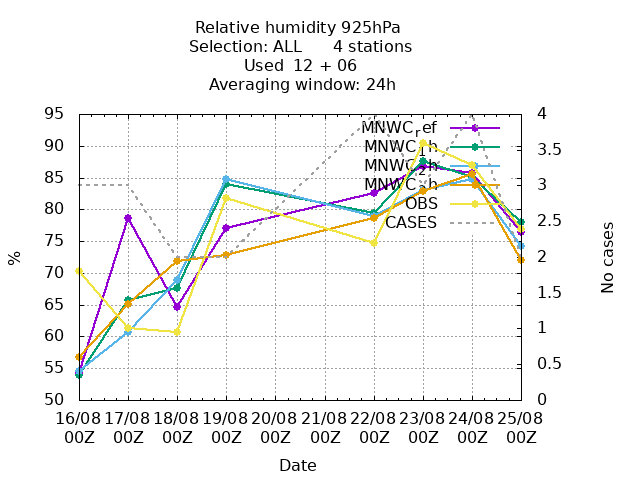 Relative humidity 925hPa
Selection: ALL 4 stations
Used 12 + 06
Averaging window: 24h
95
90
85
80
75
70
65
60
55
50
%
4
3.5
3
2.5
2
1.5
1
0.5
0
No cases
MNWC_ref
MNWC_1h
MNWC_2h
MNWC_3h
OBS
CASES
16/08 17/08 18/08 19/08 20/08 21/08 22/08 23/08 24/08 25/08
00Z 00Z 00Z 00Z 00Z 00Z 00Z 00Z 00Z 00Z
Date